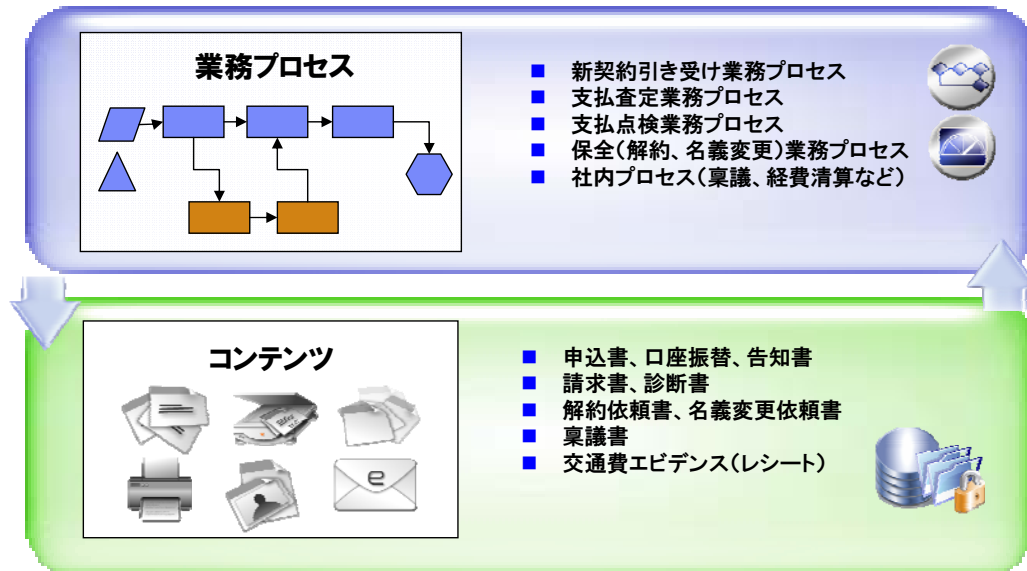 業務プロセス
新契約引き受け業務プロセス
支払査定業務プロセス
支払点検業務プロセス
保全(解約、名義変更)業務プロセス
社内プロセス(稟議、経費清算など)
コンテンツ
申込書、口座振替、告知書
請求書、診断書
解約依頼書、名義変更依頼書
稟議書
交通費エビデンス(レシート)
e